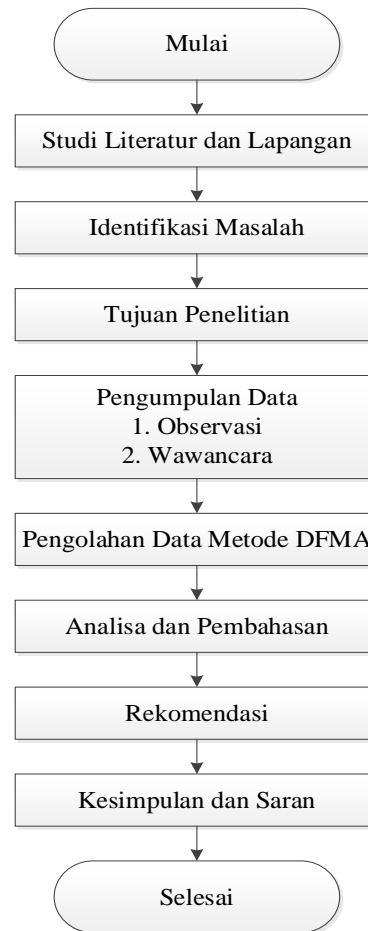 Mulai
Studi Literatur dan Lapangan
Identifikasi Masalah
Tujuan Penelitian
Pengumpulan Data
1. Observasi
2. Wawancara
Pengolahan Data Metode DFMA
Analisa dan Pembahasan
Rekomendasi
Kesimpulan dan Saran
Selesai